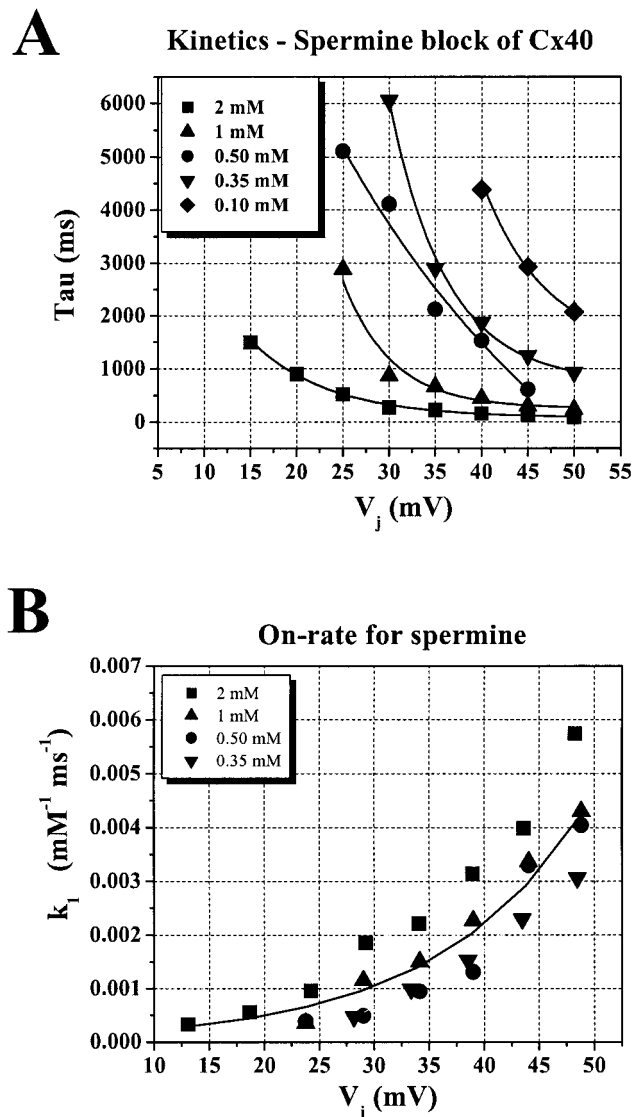 A
Kinetics - Spermine block of Cx40
Tau (ms)
6000
5000
4000
3000
2000
1000
0
2 mM
1 mM
0.50 mM
0.35 mM
0.10 mM
5 10 15 20 25 30 35 40 45 50 55
Vj (mV)
B
On-rate for spermine
k1 (mM-1 ms-1)
0.007
0.006
0.005
0.004
0.003
0.002
0.001
0.000
2 mM
1 mM
0.50 mM
0.35 mM
10 15 20 25 30 35 40 45 50
Vj (mV)